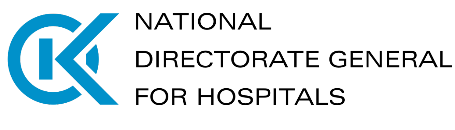 NATIONAL
DIRECTORATE GENERAL
FOR HOSPITALS